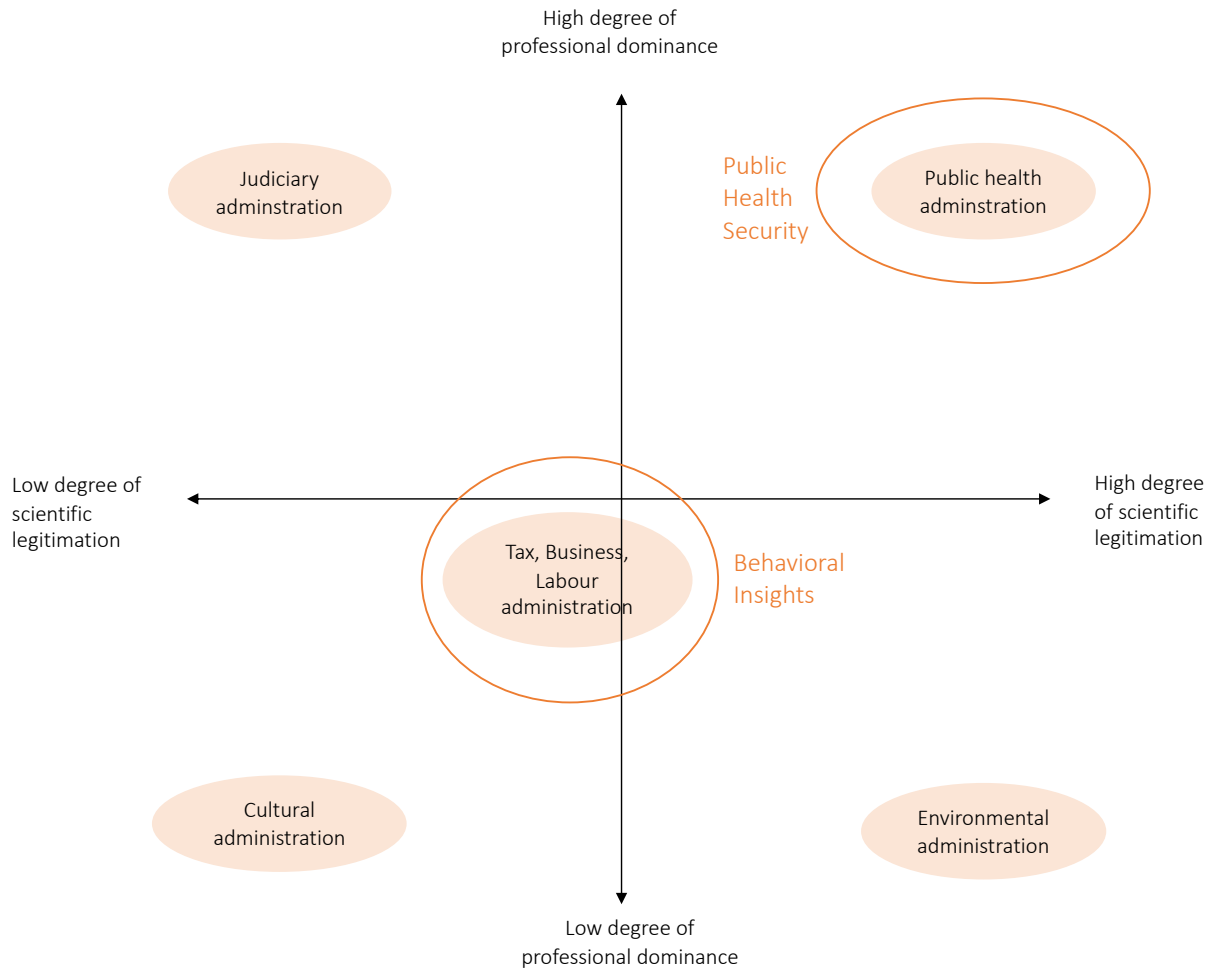 High degree of
professional dominance
Judiciary
adminstration
Public
Health
Security
Public health
adminstration
Low degree of
scientific
legitimation
High degree
of scientific
legitimation
Tax, Business,
Labour
administration
Behavioral
Insights
Cultural
administration
Environmental
administration
Low degree of
professional dominance